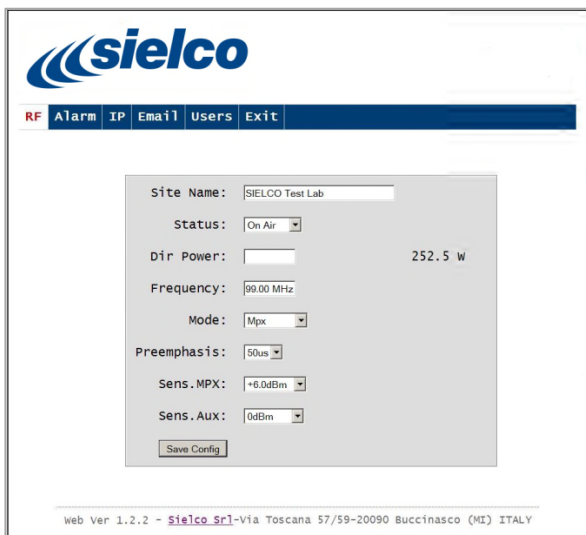 sielco
RF Alarm IP Email Users Exit
Site Name: SIELCO Test Lab
Status: On Air
Dir Power: 252.5 W
Frequency: 99.00 MHz
Mode: Mpx
Preemphasis: 50us
Sens.MPX: +6.0dBm
Sens.Aux: 0dBm
Save Config
Web Ver 1.2.2 - Sielco Srl-Via Toscana 57/59-20090 Buccinasco (MI) ITALY